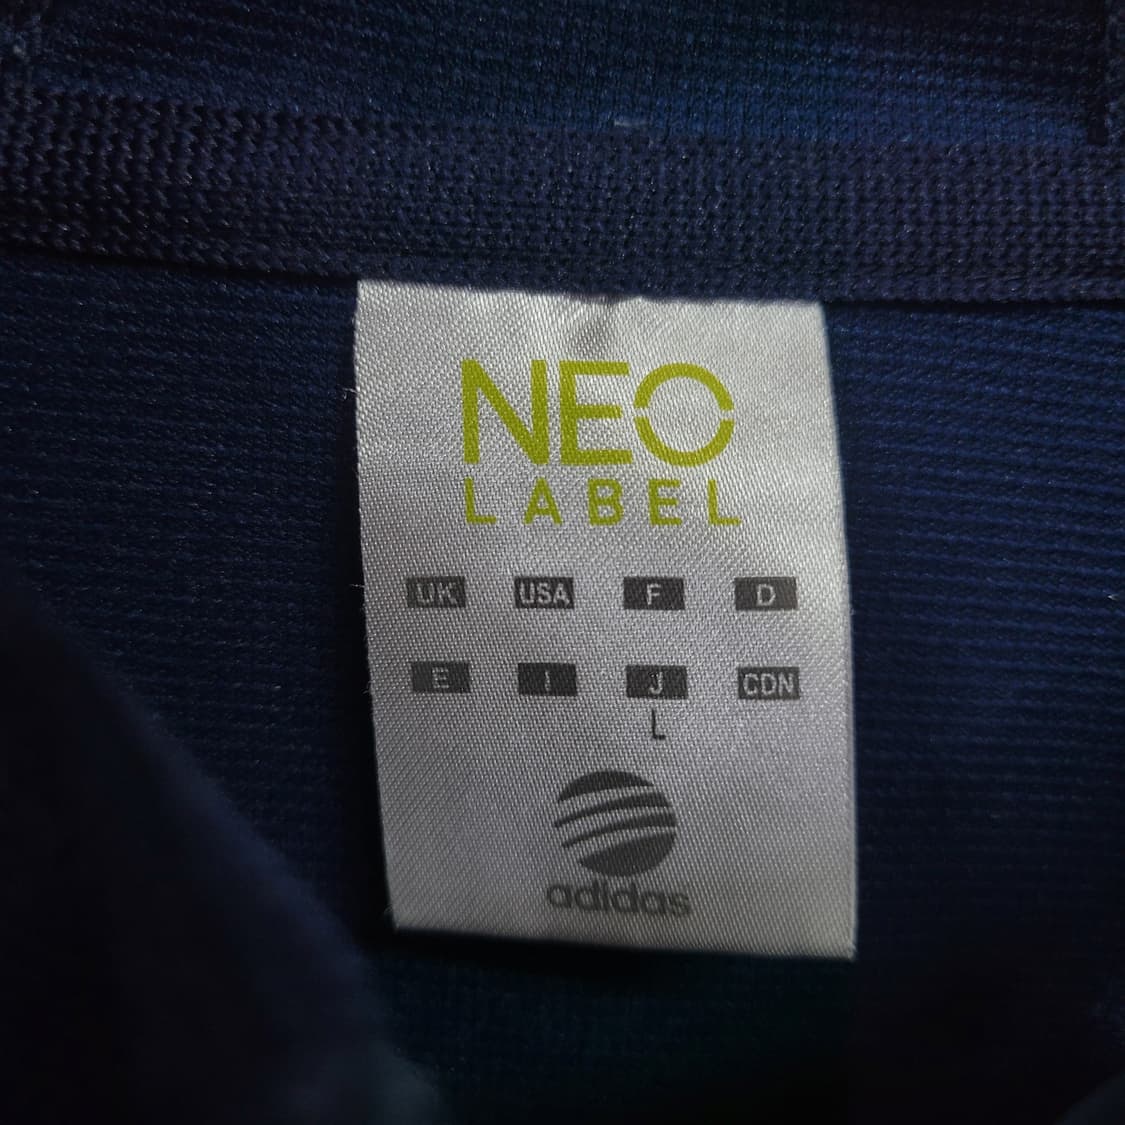 NEO
LABEL
UK USA F D
E I J CDN
L
adidas